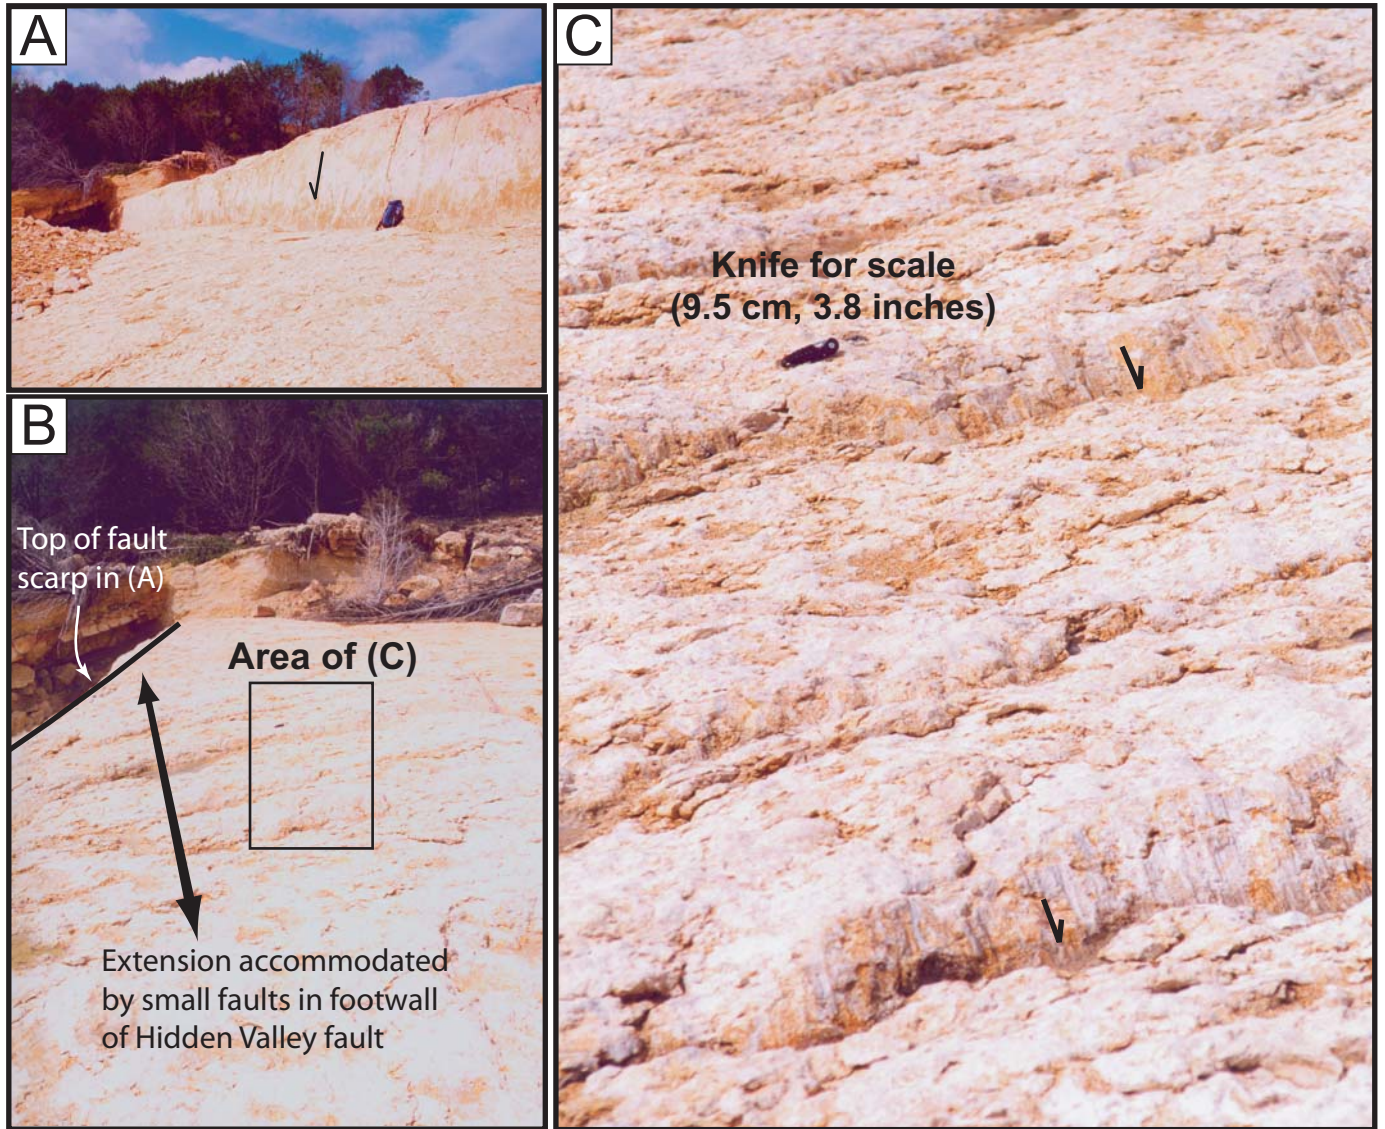 A
B
Top of fault
scarp in (A)
Area of (C)
Extension accommodated
by small faults in footwall
of Hidden Valley fault
C
Knife for scale
(9.5 cm, 3.8 inches)